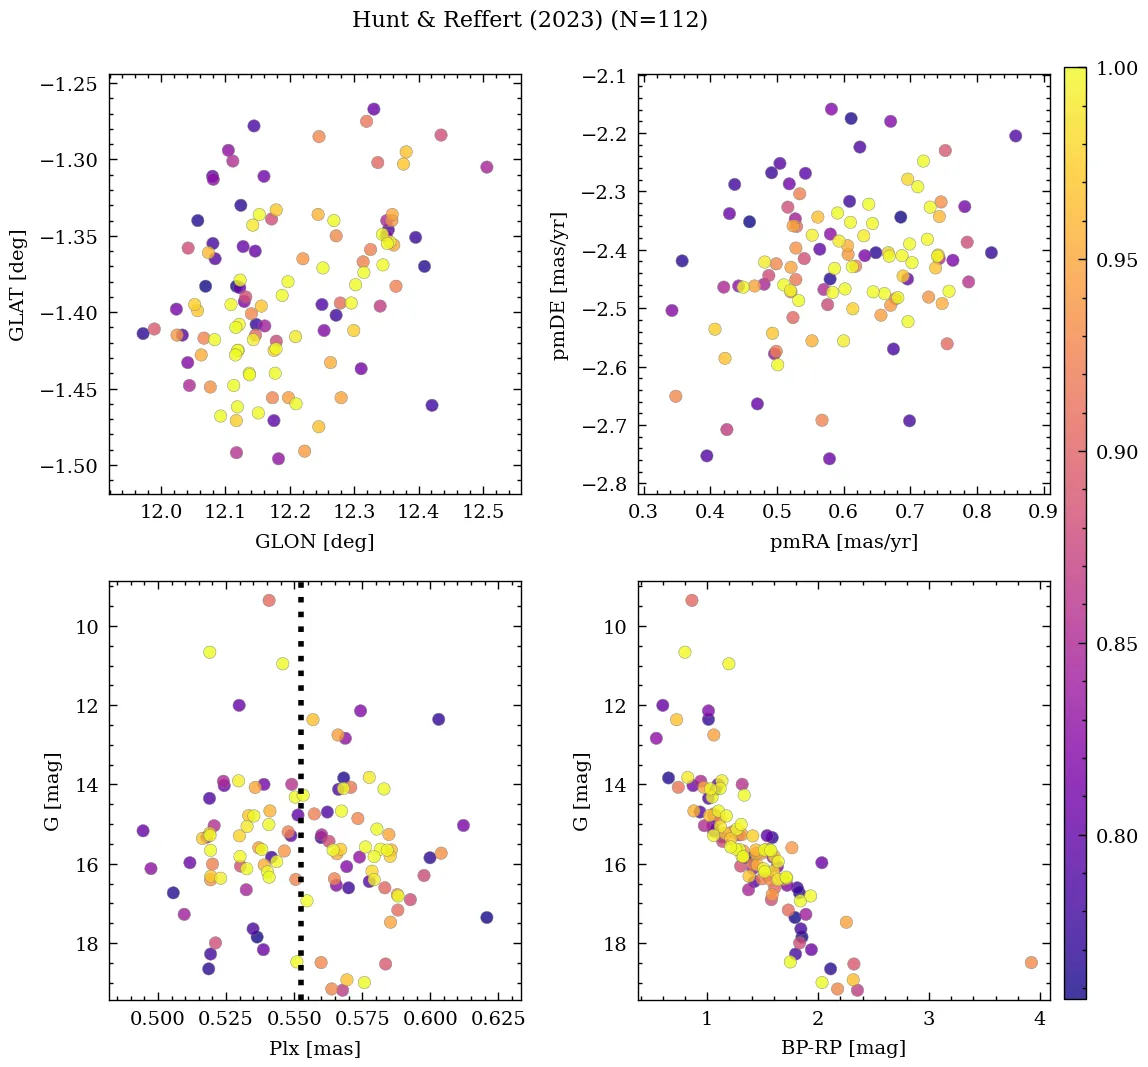 Hunt & Reffert (2023) (N=112)
−1.25
−1.30
−1.35
−1.40
−1.45
−1.50
GLAT [deg]
12.0 12.1 12.2 12.3 12.4 12.5
GLON [deg]
−2.1
−2.2
−2.3
−2.4
−2.5
−2.6
−2.7
−2.8
pmDE [mas/yr]
0.3 0.4 0.5 0.6 0.7 0.8 0.9
pmRA [mas/yr]
1.00
0.95
0.90
0.85
0.80
10
12
14
16
18
G [mag]
0.500 0.525 0.550 0.575 0.600 0.625
Plx [mas]
10
12
14
16
18
G [mag]
1 2 3 4
BP-RP [mag]